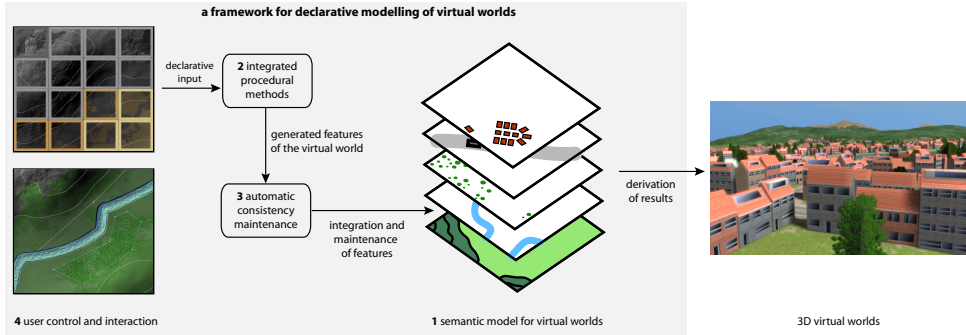 a framework for declarative modelling of virtual worlds
declarative
input
2 integrated
procedural
methods
generated features
of the virtual world
3 automatic
consistency
maintenance
integration and
maintenance
of features
derivation
of results
4 user control and interaction
1 semantic model for virtual worlds
3D virtual worlds